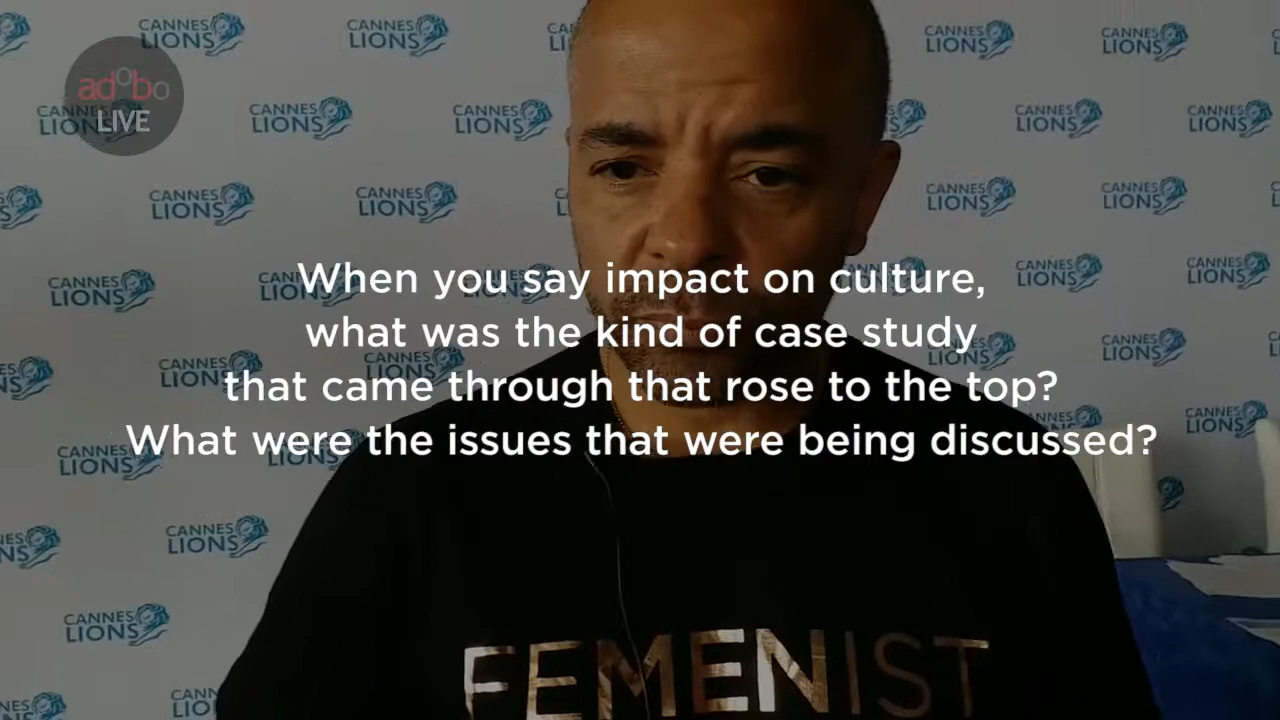 adobo
LIVE
CANNES
LIONS
When you say impact on culture,
what was the kind of case study
that came through that rose to the top?
What were the issues that were being discussed?
FEMENIST